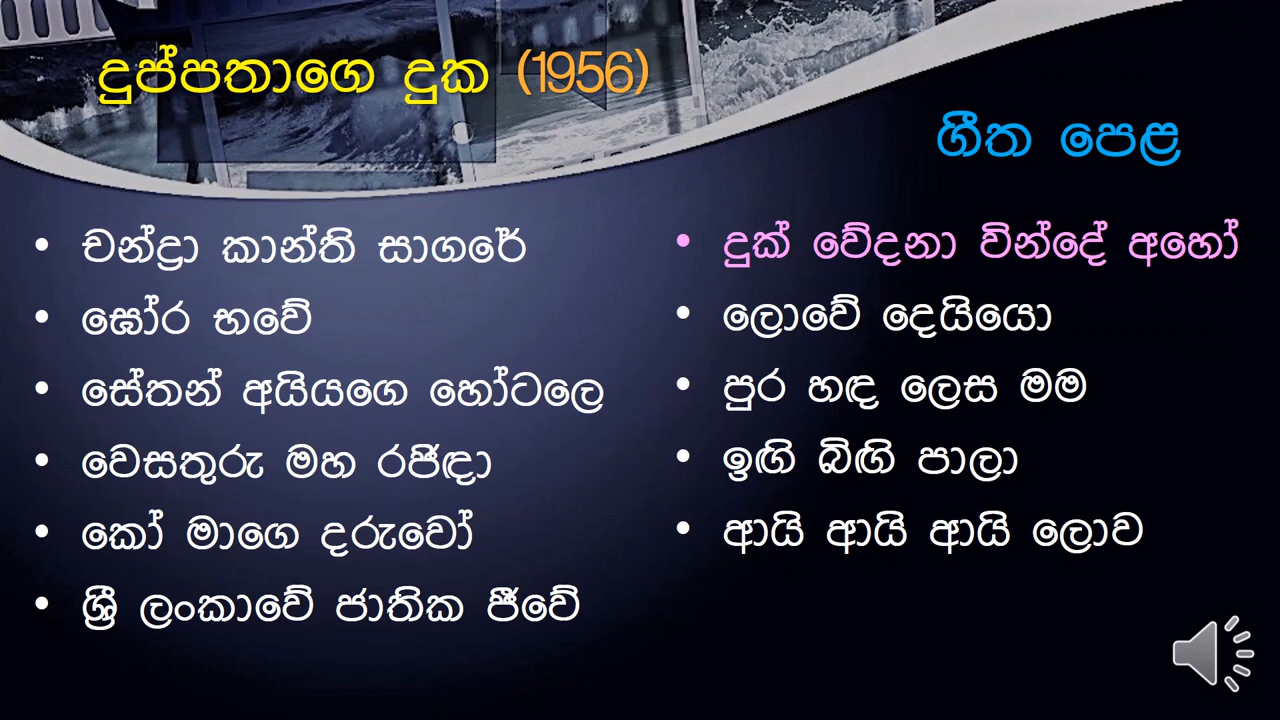 දුප්පතාගෙ දුක (1956)
ගීත පෙළ
• චන්ද්‍රා කාන්ති සාගරේ
• ඝෝර භවේ
• සේතන් අයියගෙ හෝටලෙ
• වෙසතුරු මහ රජිඳා
• කෝ මාගෙ දරුවෝ
• ශ්‍රී ලංකාවේ ජාතික ජීවේ
• දුක් වේදනා වින්දේ අහෝ
• ලොවේ දෙයියො
• පුර හඳ ලෙස මම
• ඉඟි බිඟි පාලා
• ආයි ආයි ආයි ලොව